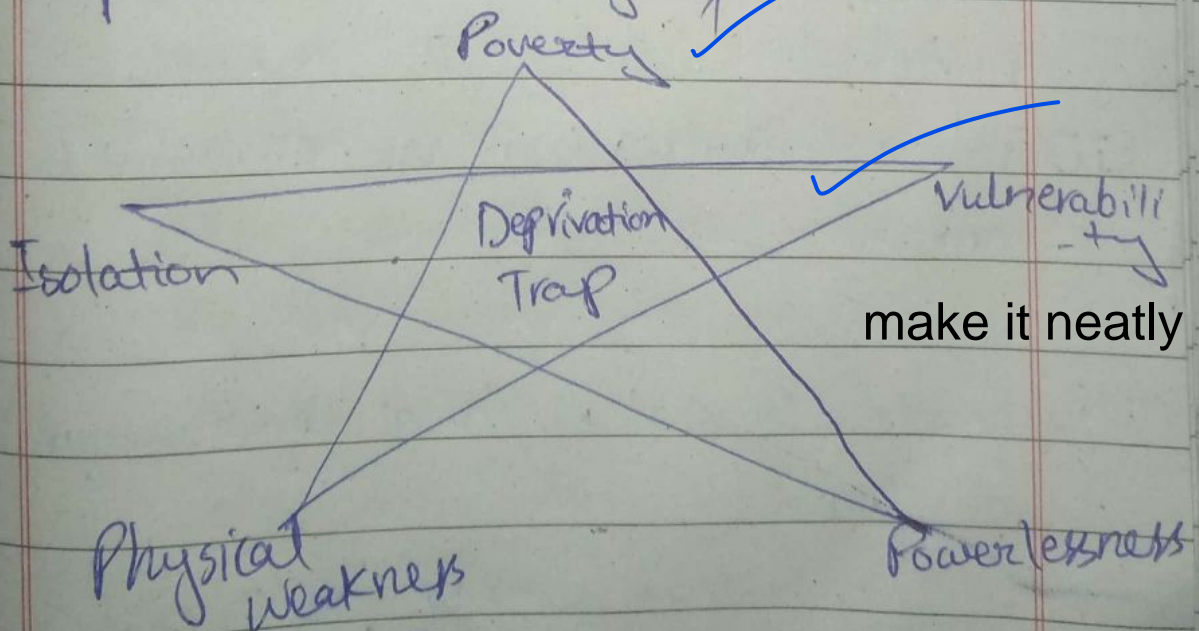 Poverty
Vulnerabili
-ty
Deprivation
Trap
Isolation
make it neatly
Physical
weakness
Powerlessness